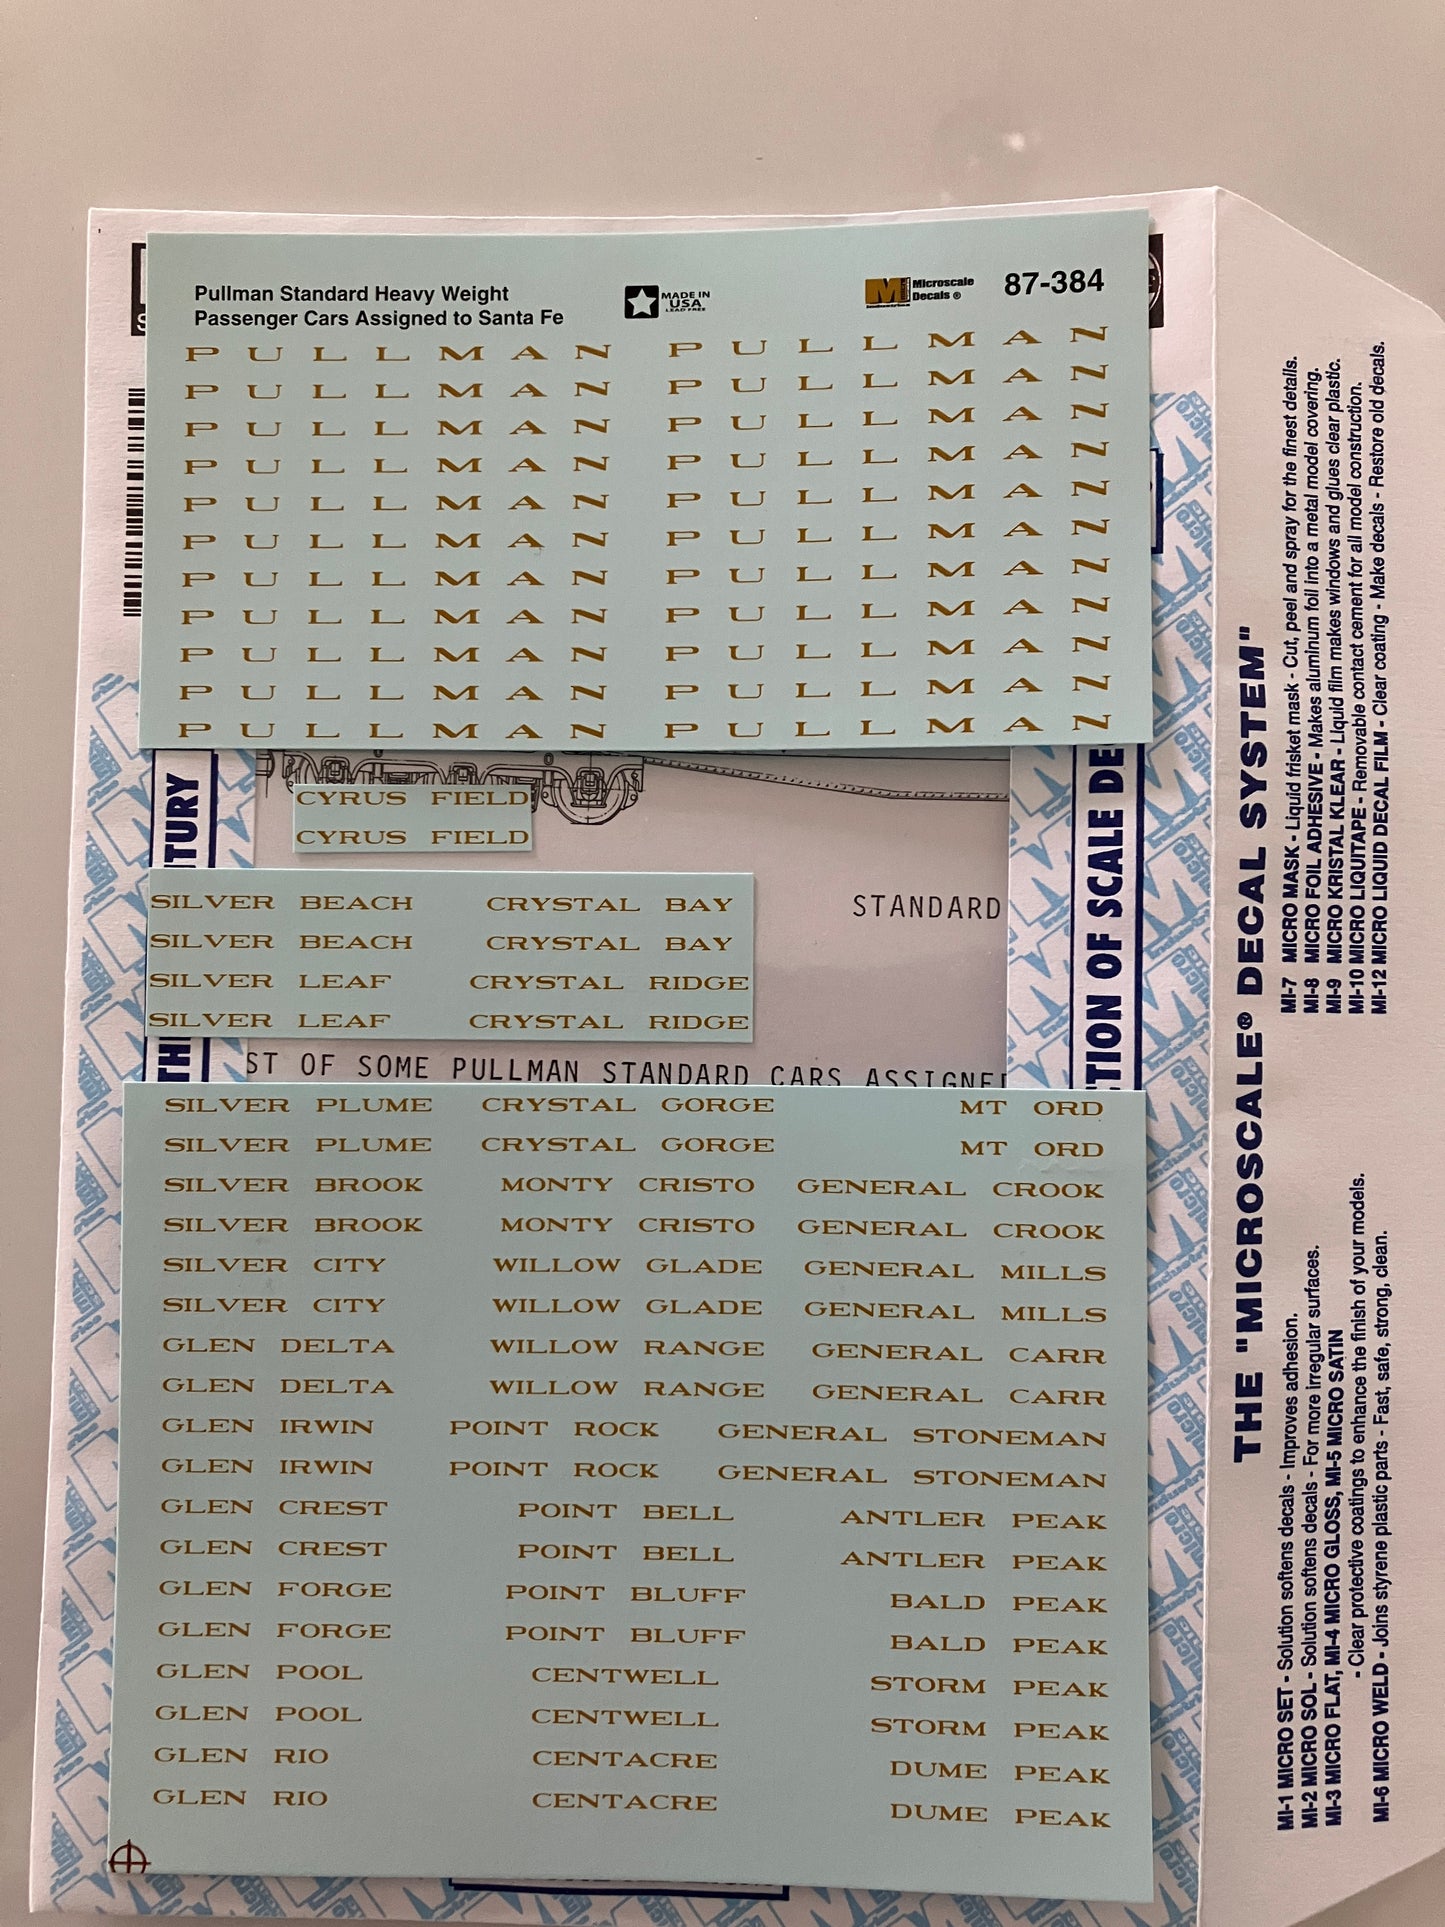 Pullman Standard Heavy Weight
Passenger Cars Assigned to Santa Fe
MADE IN
USA
LEAD FREE
Microscale
Decals ®
Industries
87-384
PULLMAN PULLMAN
PULLMAN PULLMAN
PULLMAN PULLMAN
PULLMAN PULLMAN
PULLMAN PULLMAN
PULLMAN PULLMAN
PULLMAN PULLMAN
PULLMAN PULLMAN
PULLMAN PULLMAN
PULLMAN PULLMAN
PULLMAN PULLMAN
CYRUS FIELD
CYRUS FIELD
SILVER BEACH CRYSTAL BAY
SILVER BEACH CRYSTAL BAY
SILVER LEAF CRYSTAL RIDGE
SILVER LEAF CRYSTAL RIDGE
STANDARD
ST OF SOME PULLMAN STANDARD CARS ASSIGNE
SILVER PLUME CRYSTAL GORGE MT ORD
SILVER PLUME CRYSTAL GORGE MT ORD
SILVER BROOK MONTY CRISTO GENERAL CROOK
SILVER BROOK MONTY CRISTO GENERAL CROOK
SILVER CITY WILLOW GLADE GENERAL MILLS
SILVER CITY WILLOW GLADE GENERAL MILLS
GLEN DELTA WILLOW RANGE GENERAL CARR
GLEN DELTA WILLOW RANGE GENERAL CARR
GLEN IRWIN POINT ROCK GENERAL STONEMAN
GLEN IRWIN POINT ROCK GENERAL STONEMAN
GLEN CREST POINT BELL ANTLER PEAK
GLEN CREST POINT BELL ANTLER PEAK
GLEN FORGE POINT BLUFF BALD PEAK
GLEN FORGE POINT BLUFF BALD PEAK
GLEN POOL CENTWELL STORM PEAK
GLEN POOL CENTWELL STORM PEAK
GLEN RIO CENTACRE DUME PEAK
GLEN RIO CENTACRE DUME PEAK
TURY
TH
CTION OF SCALE DE
THE "MICROSCALE® DECAL SYSTEM"
MI-1 MICRO SET - Solution softens decals - Improves adhesion.
MI-2 MICRO SOL - Solution softens decals - For more irregular surfaces.
MI-3 MICRO FLAT, MI-4 MICRO GLOSS, MI-5 MICRO SATIN
- Clear protective coatings to enhance the finish of your models.
MI-6 MICRO WELD - Joins styrene plastic parts - Fast, safe, strong, clean.
MI-7 MICRO MASK - Liquid frisket mask - Cut, peel and spray for the finest details.
MI-8 MICRO FOIL ADHESIVE - Makes aluminum foil into a metal model covering.
MI-9 MICRO KRISTAL KLEAR - Liquid film makes windows and glues clear plastic.
MI-10 MICRO LIQUITAPE - Removable contact cement for all model construction.
MI-12 MICRO LIQUID DECAL FILM - Clear coating - Make decals - Restore old decals.